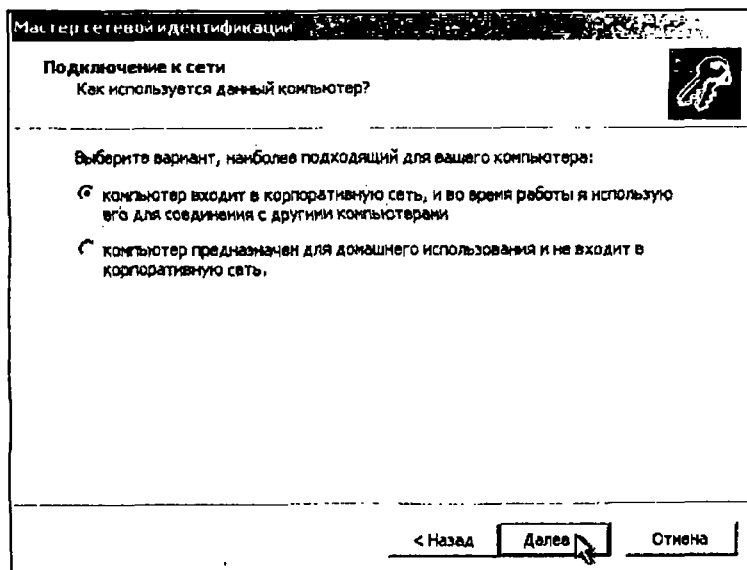 Мастер сетевой идентификации
Подключение к сети
Как используется данный компьютер?
Выберите вариант, наиболее подходящий для вашего компьютера:
компьютер входит в корпоративную сеть, и во время работы я использую
его для соединения с другими компьютерами
компьютер предназначен для домашнего использования и не входит в
корпоративную сеть.
< Назад
Далее
Отмена